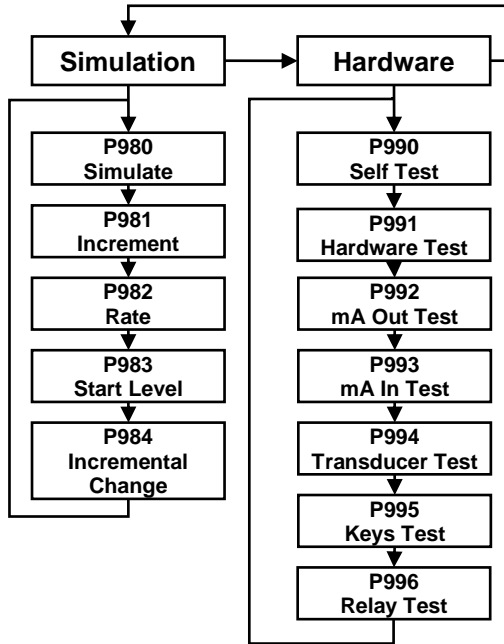 Simulation
Hardware
P980
Simulate
P981
Increment
P982
Rate
P983
Start Level
P984
Incremental
Change
P990
Self Test
P991
Hardware Test
P992
mA Out Test
P993
mA In Test
P994
Transducer Test
P995
Keys Test
P996
Relay Test